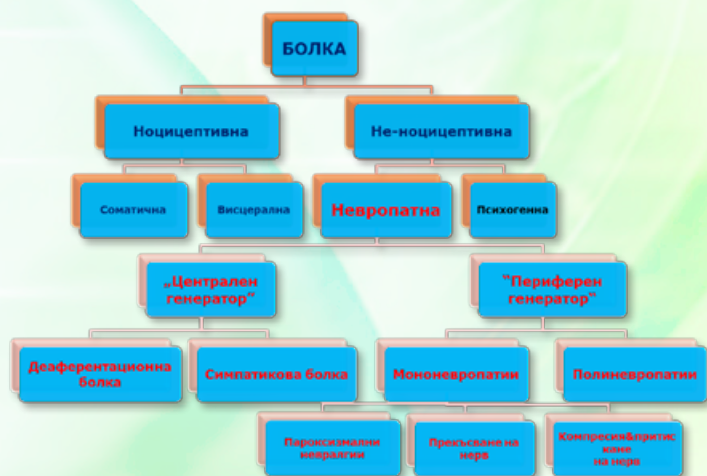 БОЛКА
Ноцицептивна
Не-ноцицептивна
Соматична
Висцерална
Невропатна
Психогенна
„Централен
генератор”
"Периферен
генератор"
Деаферентационна
болка
Симпатикова болка
Мононевропатии
Полиневропатии
Пароксизмални
невралгии
Прекъсване на
нерв
Компресия&притис
кане
на нерв